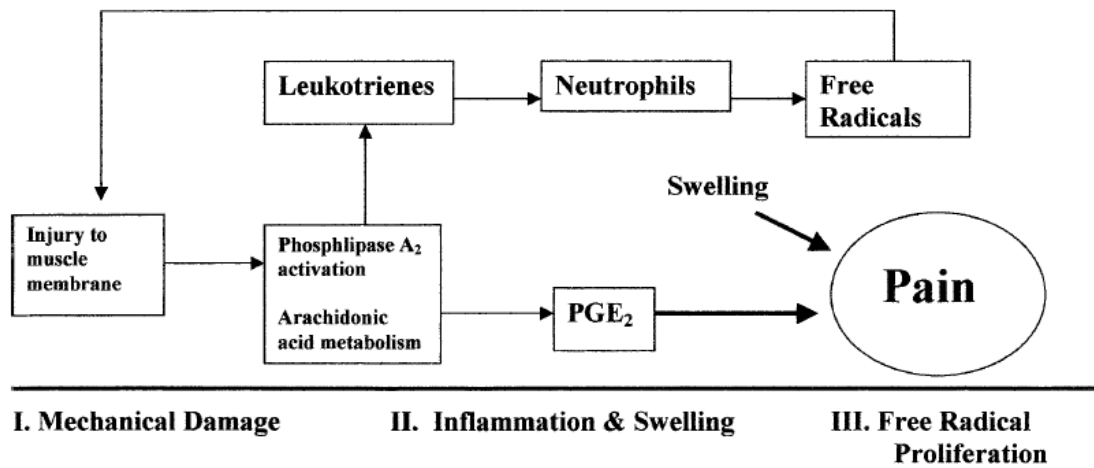 Leukotrienes
Neutrophils
Free
Radicals
Swelling
Injury to
muscle
membrane
Phosphlipase A₂
activation
Arachidonic
acid metabolism
PGE₂
Pain
I. Mechanical Damage
II. Inflammation & Swelling
III. Free Radical
Proliferation